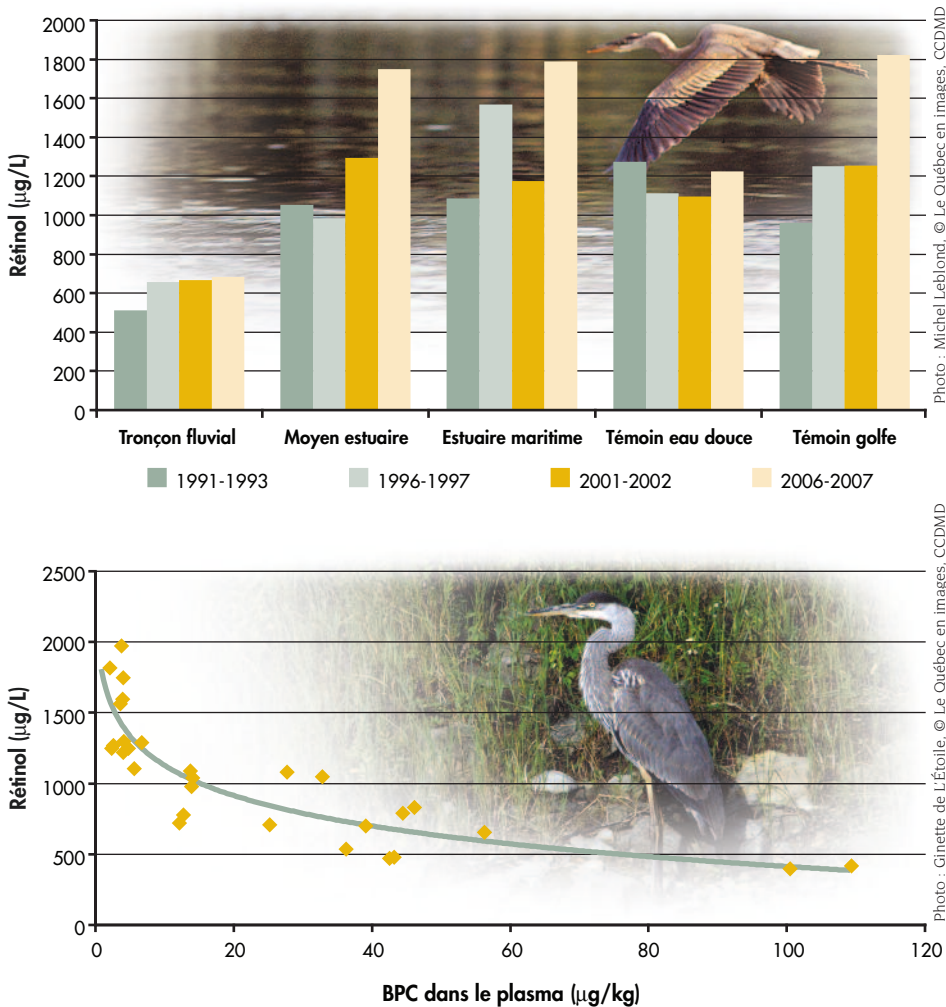 2000
1800
1600
1400
1200
1000
800
600
400
200
0
Rétinol (µg/L)
Tronçon fluvial Moyen estuaire Estuaire maritime Témoin eau douce Témoin golfe
1991-1993 1996-1997 2001-2002 2006-2007
Photo : Michel Leblond, © Le Québec en images, CCDMD
2500
2000
1500
1000
500
0
Rétinol (µg/L)
0 20 40 60 80 100 120
BPC dans le plasma (µg/kg)
Photo : Ginette de L'Étoile, © Le Québec en images, CCDMD